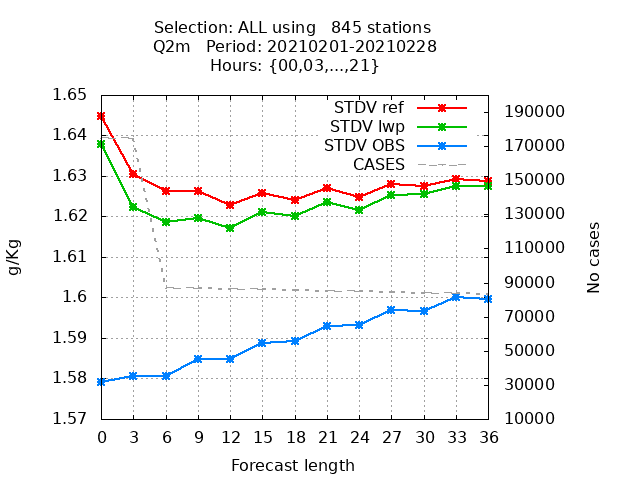 Selection: ALL using   845 stations
Q2m   Period: 20210201-20210228
Hours: {00,03,...,21}
STDV ref
STDV lwp
STDV OBS
CASES
1.65
1.64
1.63
1.62
1.61
1.6
1.59
1.58
1.57
190000
170000
150000
130000
110000
90000
70000
50000
30000
10000
g/Kg
No cases
0 3 6 9 12 15 18 21 24 27 30 33 36
Forecast length